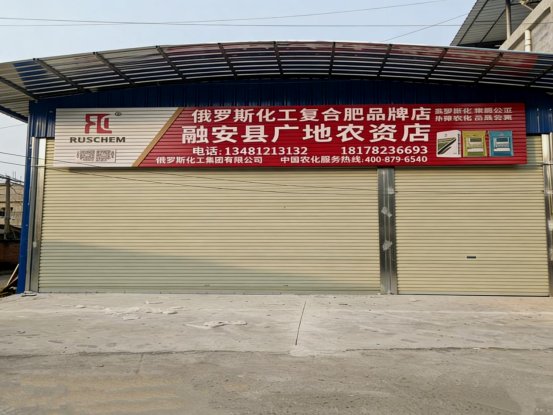 RUSCHEM
俄罗斯化工复合肥品牌店
融安县广地农资店
电话:13481213132 18178236693
俄罗斯化工集团有限公司 中国农化服务热线:400-879-6540